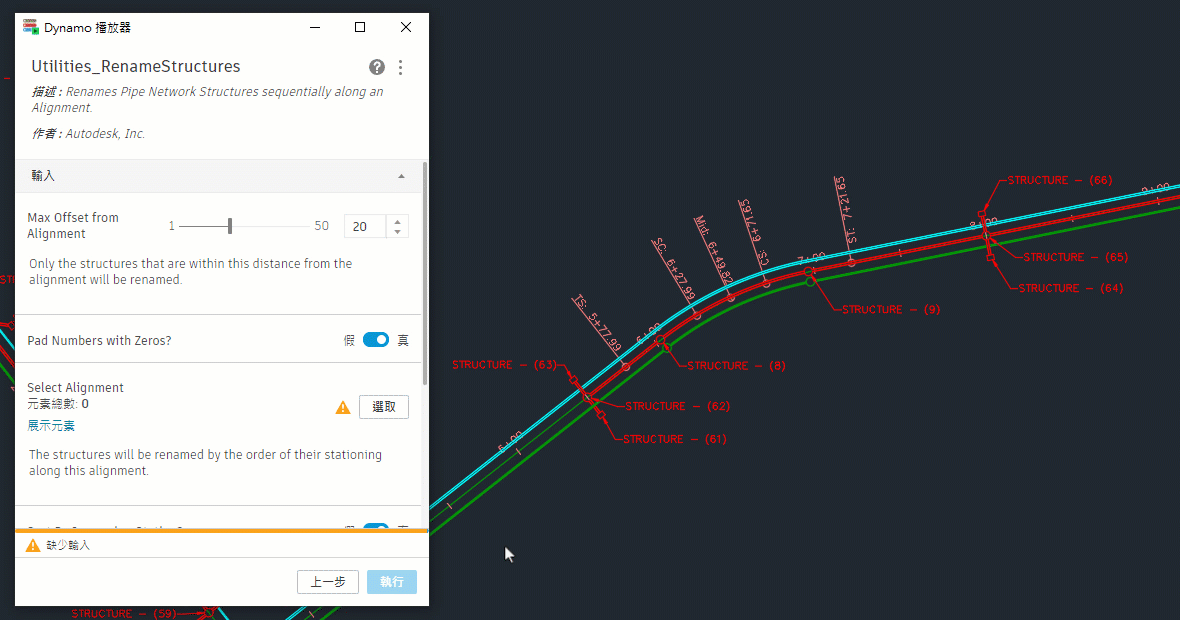 Dynamo 播放器
Utilities_RenameStructures
描述 : Renames Pipe Network Structures sequentially along an
Alignment.
作者 : Autodesk, Inc.
輸入
Max Offset from
Alignment
1
50
20
Only the structures that are within this distance from the
alignment will be renamed.
Pad Numbers with Zeros?
假
真
Select Alignment
元素總數: 0
選取
展示元素
The structures will be renamed by the order of their stationing
along this alignment.
缺少輸入
上一步
執行
STRUCTURE - (66)
STRUCTURE - (65)
STRUCTURE - (64)
STRUCTURE - (9)
STRUCTURE - (8)
STRUCTURE - (63)
STRUCTURE - (62)
STRUCTURE - (61)
STRUCTURE - (59)
TS: 5+77.99
SC: 6+27.99
Mid: 6+49.82
CS: 6+71.65
ST: 7+21.65
5+00
6+00
7+00
8+00
9+00